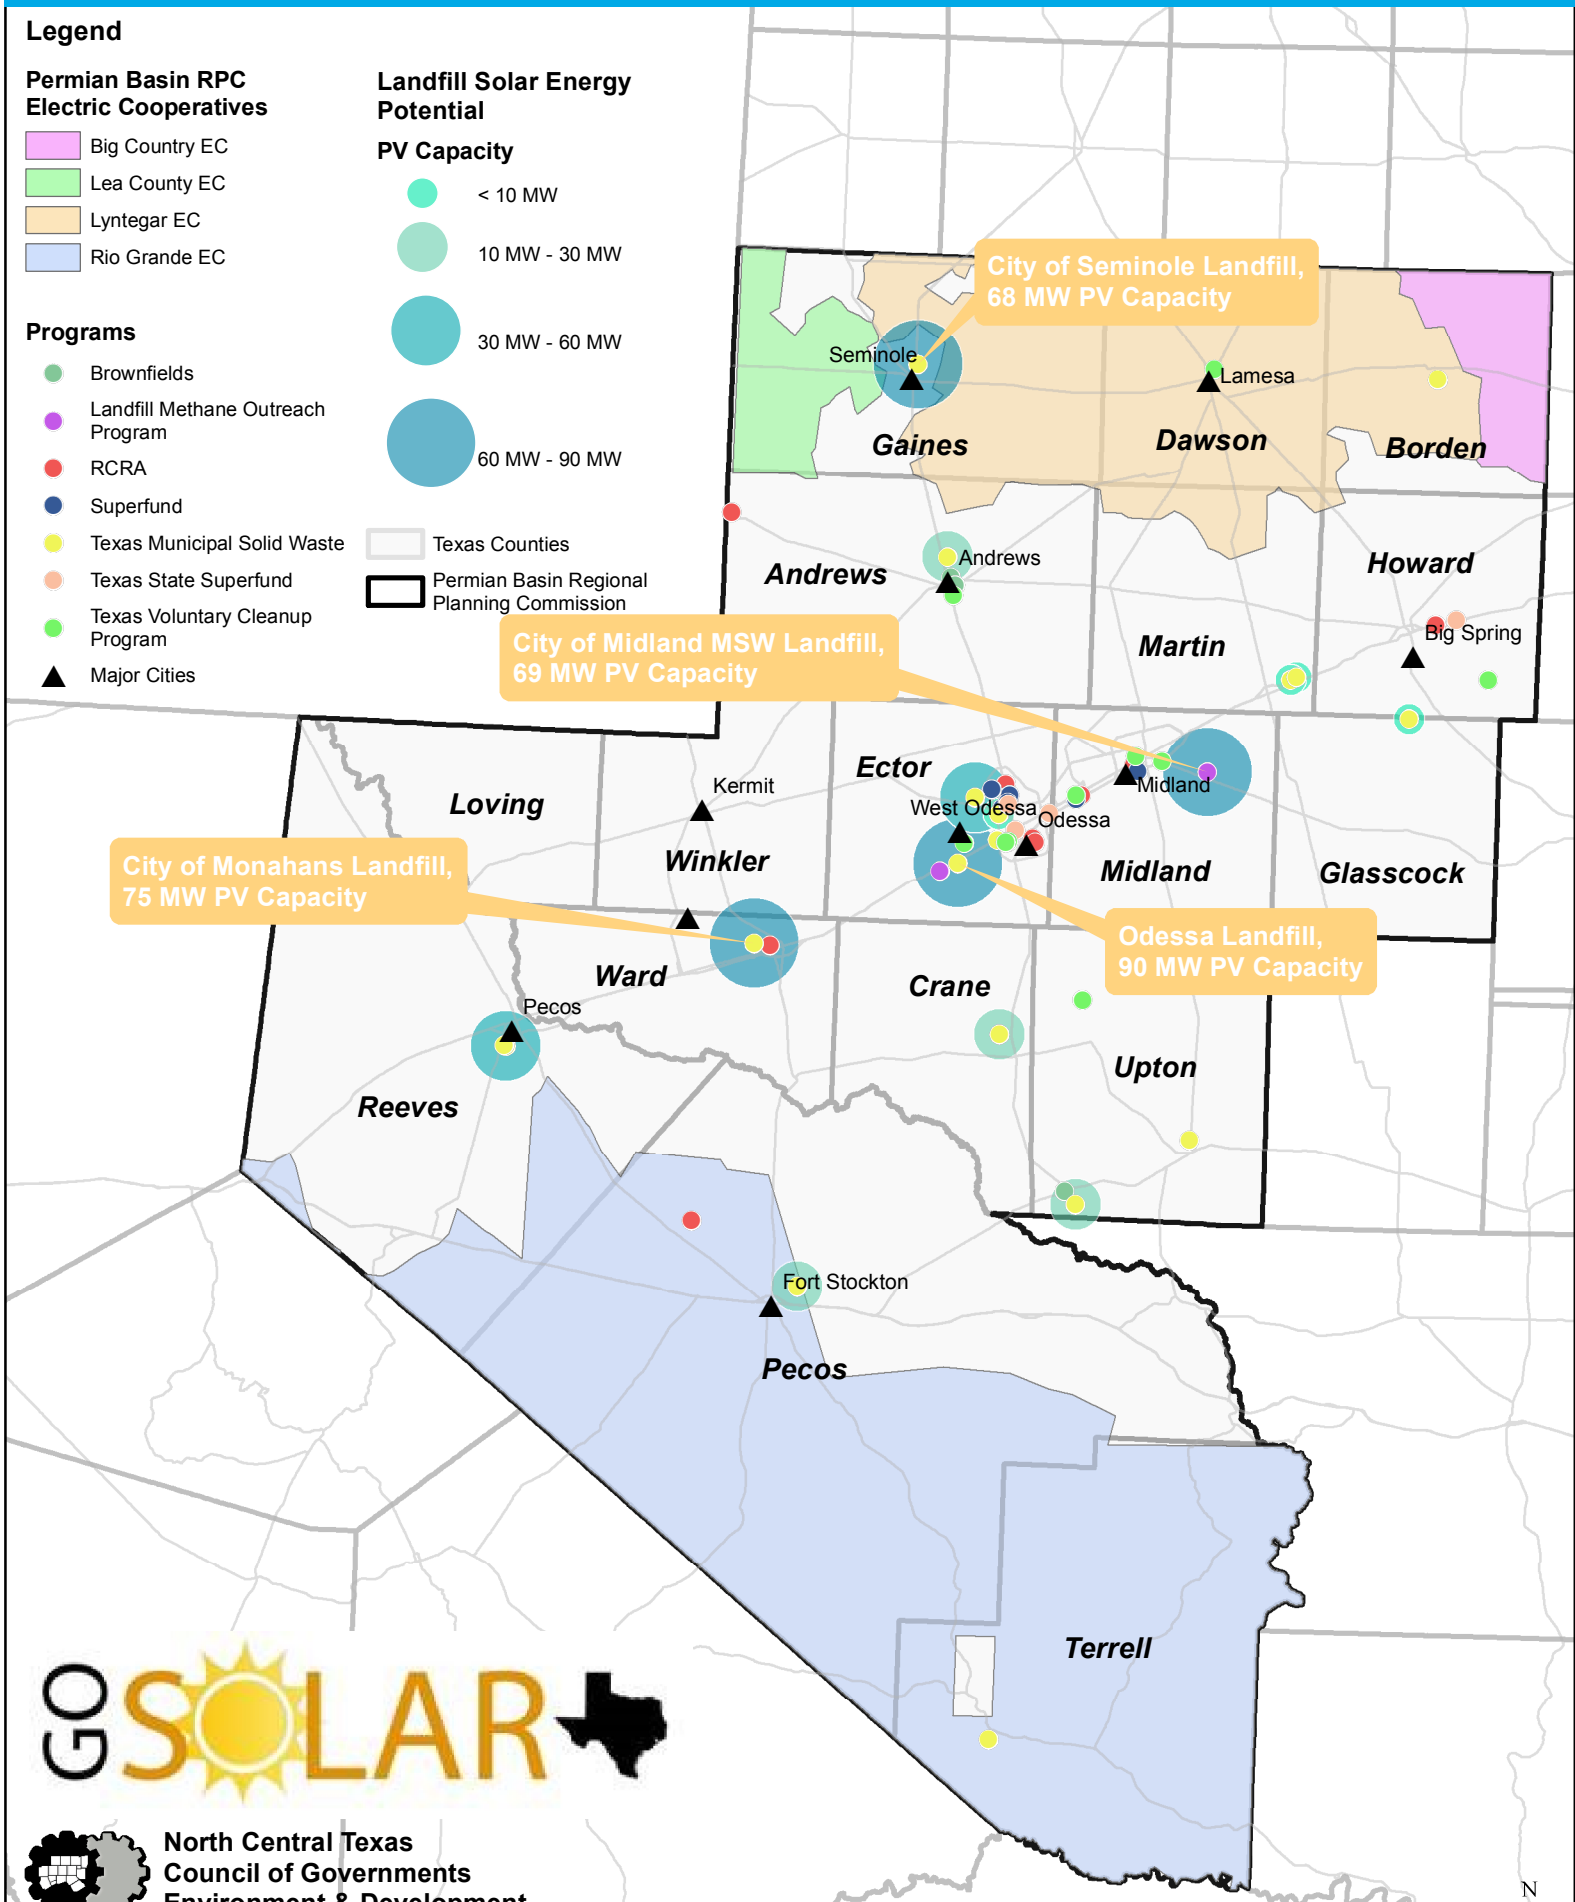 Legend
Permian Basin RPC
Electric Cooperatives
Big Country EC
Lea County EC
Lyntegar EC
Rio Grande EC
Programs
Brownfields
Landfill Methane Outreach
Program
RCRA
Superfund
Texas Municipal Solid Waste
Texas State Superfund
Texas Voluntary Cleanup
Program
Major Cities
Landfill Solar Energy
Potential
PV Capacity
< 10 MW
10 MW - 30 MW
30 MW - 60 MW
60 MW - 90 MW
Texas Counties
Permian Basin Regional
Planning Commission
City of Seminole Landfill,
68 MW PV Capacity
Seminole
Lamesa
Gaines
Dawson
Borden
Andrews
Andrews
Howard
Big Spring
City of Midland MSW Landfill,
69 MW PV Capacity
Martin
Ector
Midland
Kermit
Loving
West Odessa
Odessa
Winkler
Midland
Glasscock
City of Monahans Landfill,
75 MW PV Capacity
Odessa Landfill,
90 MW PV Capacity
Ward
Crane
Pecos
Upton
Reeves
Fort Stockton
Pecos
Terrell
GO SOLAR
North Central Texas
Council of Governments
Environment & Development
N